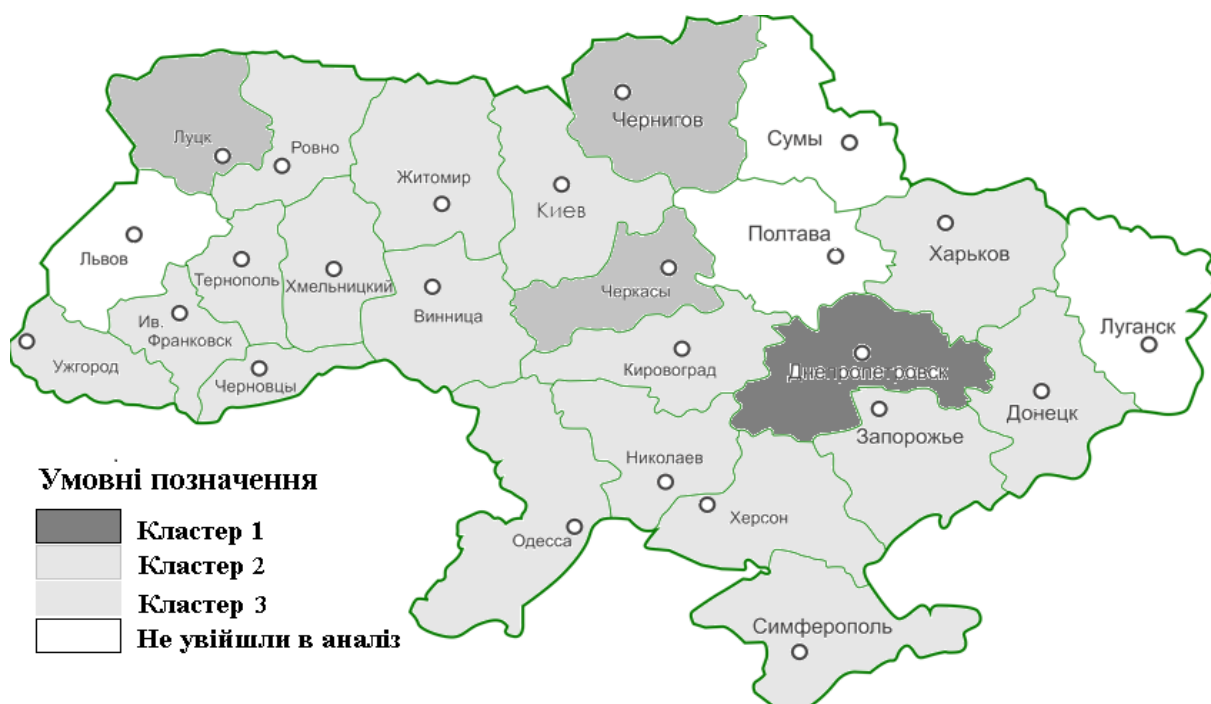 Чернигов
Сумы
Луцк
Ровно
Житомир
Киев
Полтава
Харьков
Львов
Тернополь
Хмельницкий
Винница
Черкасы
Луганск
Ив.
Франковск
Ужгород
Черновцы
Кировоград
Днепропетровск
Донецк
Запорожье
Николаев
Херсон
Одесса
Симферополь
Умовні позначення
Кластер 1
Кластер 2
Кластер 3
Не увійшли в аналіз